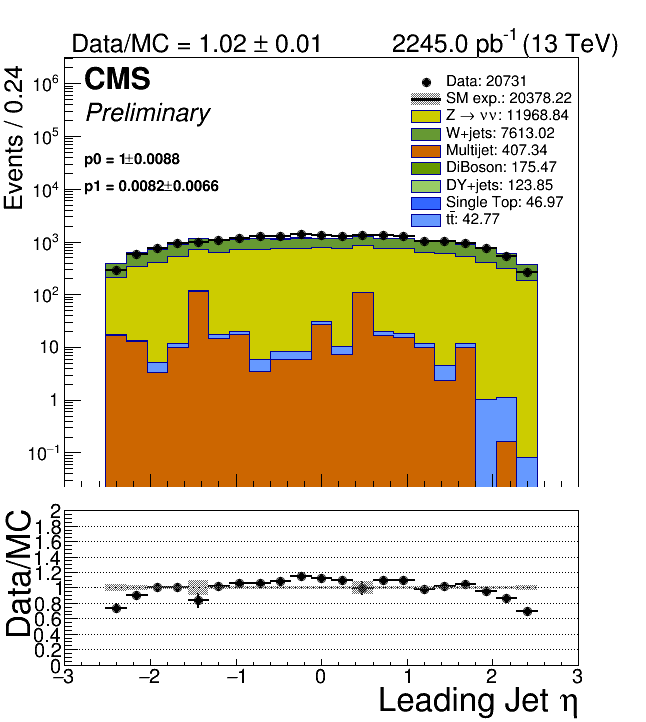 Data/MC = 1.02 ± 0.01 2245.0 pb⁻¹ (13 TeV)
Events / 0.24
CMS
Preliminary
p0 = 1±0.0088
p1 = 0.0082±0.0066
Data: 20731
SM exp.: 20378.22
Z → νν: 11968.84
W+jets: 7613.02
Multijet: 407.34
DiBoson: 175.47
DY+jets: 123.85
Single Top: 46.97
tt̄: 42.77
10⁶
10⁵
10⁴
10³
10²
10
1
10⁻¹
Data/MC
2
1.8
1.6
1.4
1.2
1
0.8
0.6
0.4
0.2
0
−3 −2 −1 0 1 2 3
Leading Jet η